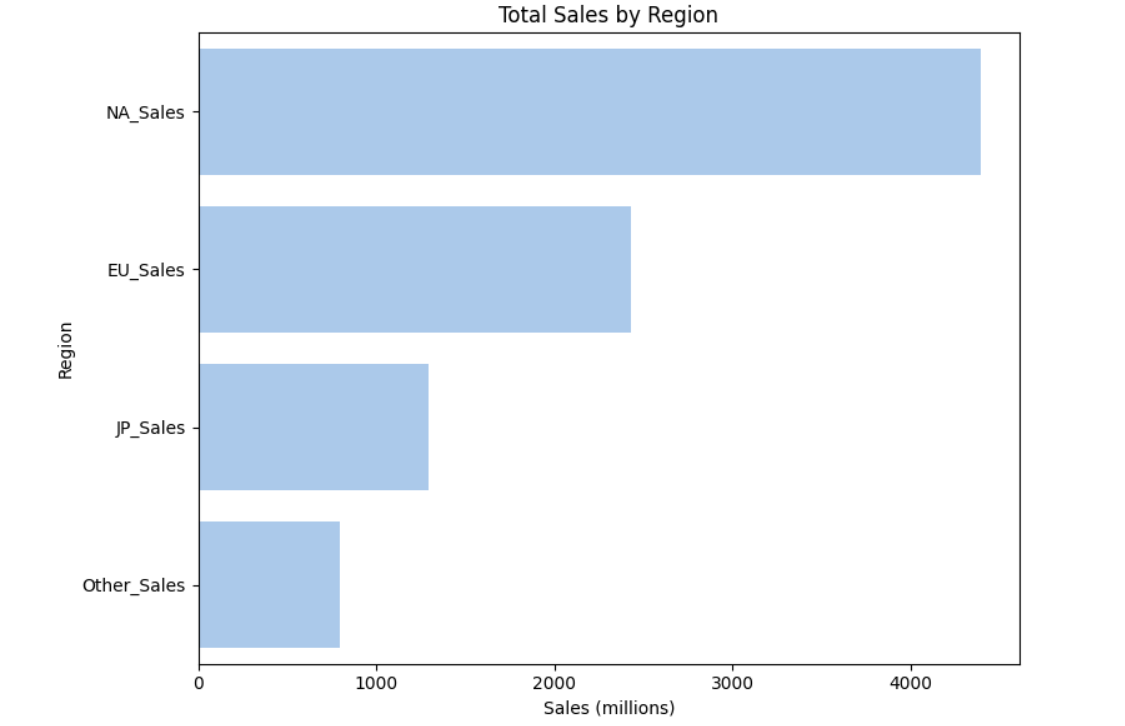 Total Sales by Region
NA_Sales
EU_Sales
Region
JP_Sales
Other_Sales
0 1000 2000 3000 4000
Sales (millions)